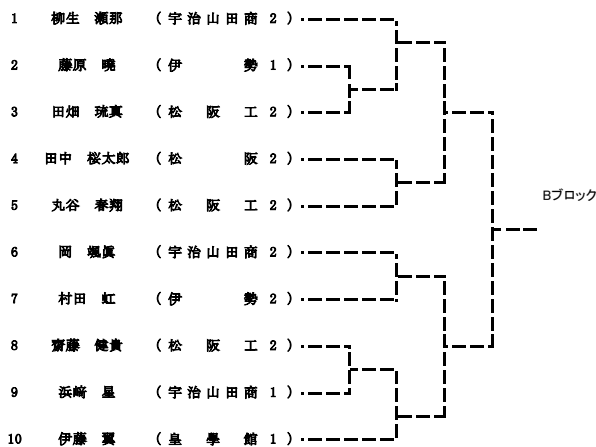 1 柳生 瀬那 (宇治山田商 2)
2 藤原 暁 (伊勢 1)
3 田畑 琉真 (松阪工 2)
4 田中 桜太郎 (松阪 2)
5 丸谷 春翔 (松阪工 2)
Bブロック
6 岡 颯眞 (宇治山田商 2)
7 村田 虹 (伊勢 2)
8 齋藤 健貴 (松阪工 2)
9 浜﨑 星 (宇治山田商 1)
10 伊藤 翼 (皇學館 1)